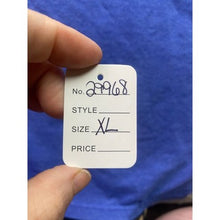 No. 29968
STYLE
SIZE XL
PRICE